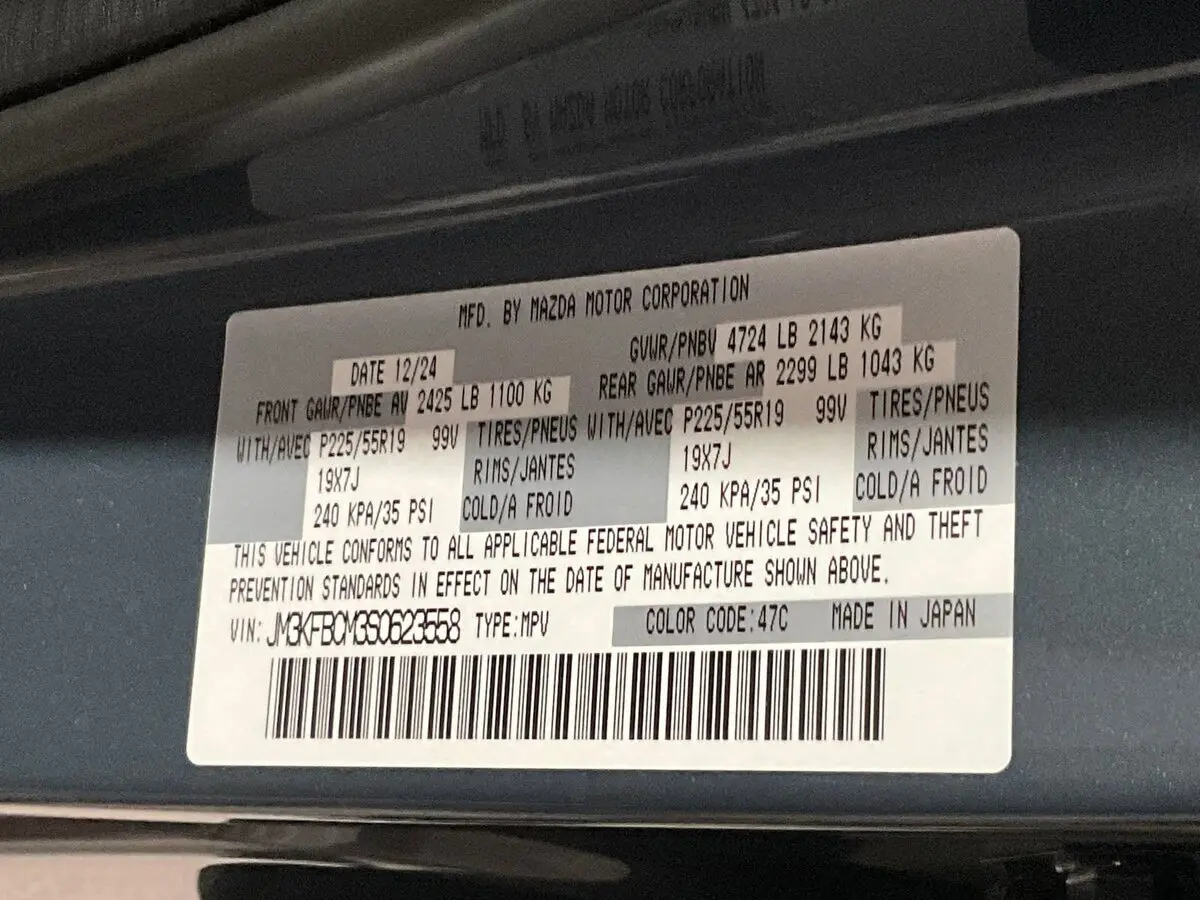 MFD. BY MAZDA MOTOR CORPORATION
DATE 12/24 GVWR/PNBV 4724 LB 2143 KG
FRONT GAWR/PNBE AV 2425 LB 1100 KG REAR GAWR/PNBE AR 2299 LB 1043 KG
WITH/AVEC P225/55R19 99V TIRES/PNEUS WITH/AVEC P225/55R19 99V TIRES/PNEUS
19X7J RIMS/JANTES 19X7J RIMS/JANTES
240 KPA/35 PSI COLD/A FROID 240 KPA/35 PSI COLD/A FROID
THIS VEHICLE CONFORMS TO ALL APPLICABLE FEDERAL MOTOR VEHICLE SAFETY AND THEFT
PREVENTION STANDARDS IN EFFECT ON THE DATE OF MANUFACTURE SHOWN ABOVE.
VIN: JM3KFBCM3S0623558 TYPE:MPV COLOR CODE:47C MADE IN JAPAN